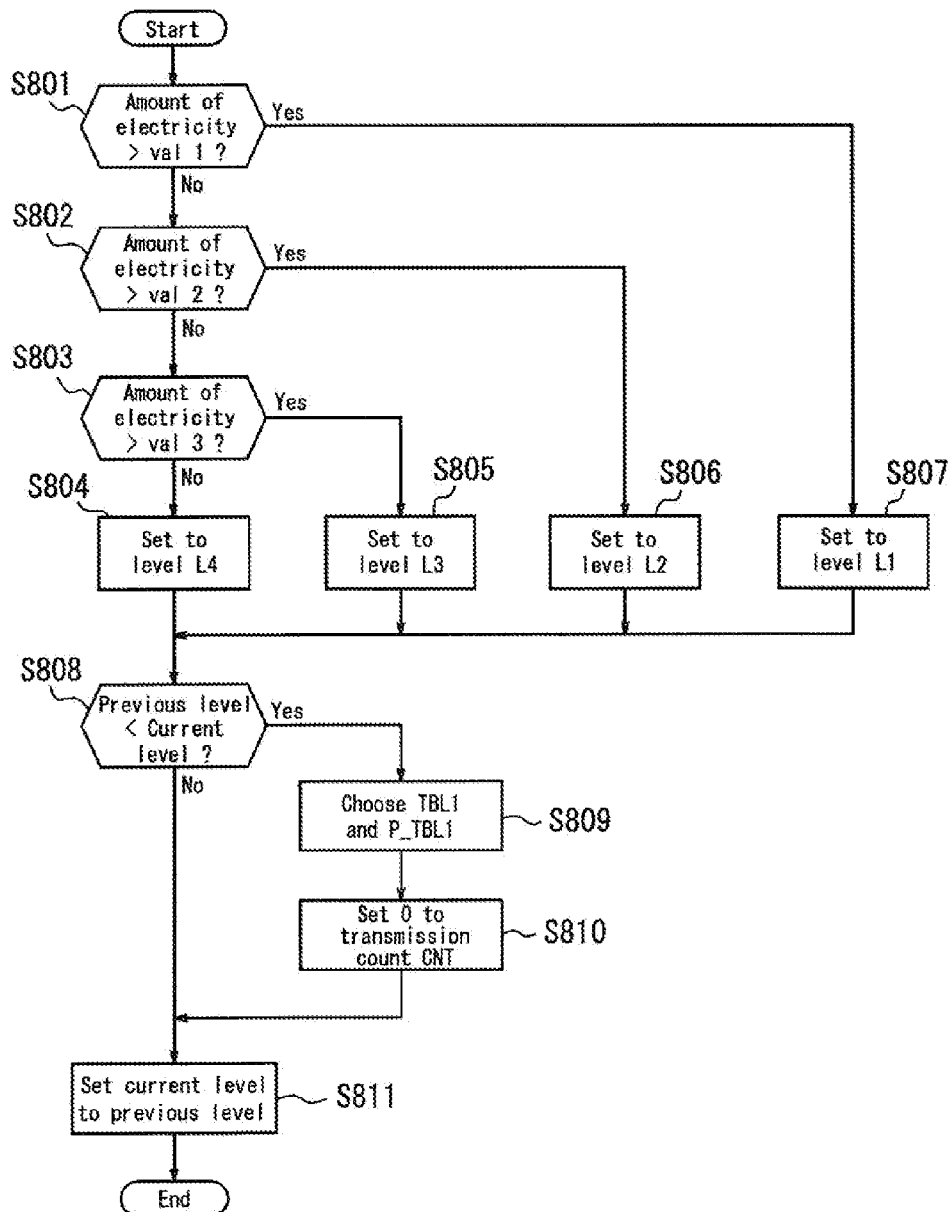 Start
S801
Amount of
electricity
> val 1 ?
Yes
No
S802
Amount of
electricity
> val 2 ?
Yes
No
S803
Amount of
electricity
> val 3 ?
Yes
No
S804
Set to
level L4
S805
Set to
level L3
S806
Set to
level L2
S807
Set to
level L1
S808
Previous level
< Current
level ?
Yes
No
Choose TBL1
and P_TBL1
S809
Set 0 to
transmission
count CNT
S810
Set current level
to previous level
S811
End